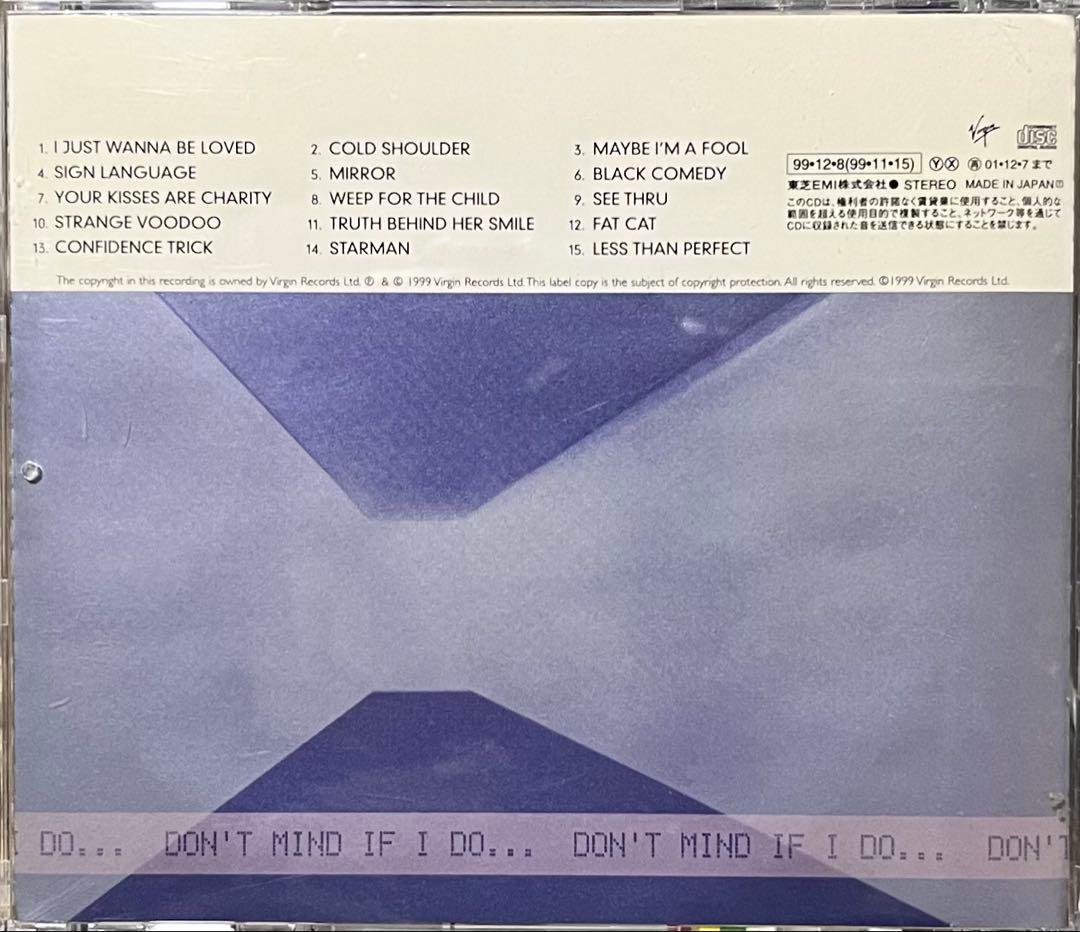 1. I JUST WANNA BE LOVED 2. COLD SHOULDER 3. MAYBE I'M A FOOL
4. SIGN LANGUAGE 5. MIRROR 6. BLACK COMEDY
7. YOUR KISSES ARE CHARITY 8. WEEP FOR THE CHILD 9. SEE THRU
10. STRANGE VOODOO 11. TRUTH BEHIND HER SMILE 12. FAT CAT
13. CONFIDENCE TRICK 14. STARMAN 15. LESS THAN PERFECT
Virgin
COMPACT disc DIGITAL AUDIO
99•12•8(99•11•15) Ⓨ Ⓧ ㊢ 01•12•7まで
東芝EMI株式会社● STEREO MADE IN JAPAN
このCDは、権利者の許諾なく賃貸業に使用すること、個人的な
範囲を超える使用目的で複製すること、ネットワーク等を通じて
CDに収録された音を送信できる状態にすることを禁じます。
The copyright in this recording is owned by Virgin Records Ltd. ℗ & © 1999 Virgin Records Ltd. This label copy is the subject of copyright protection. All rights reserved. ©1999 Virgin Records Ltd.
I DO... DON'T MIND IF I DO... DON'T MIND IF I DO... DON'T